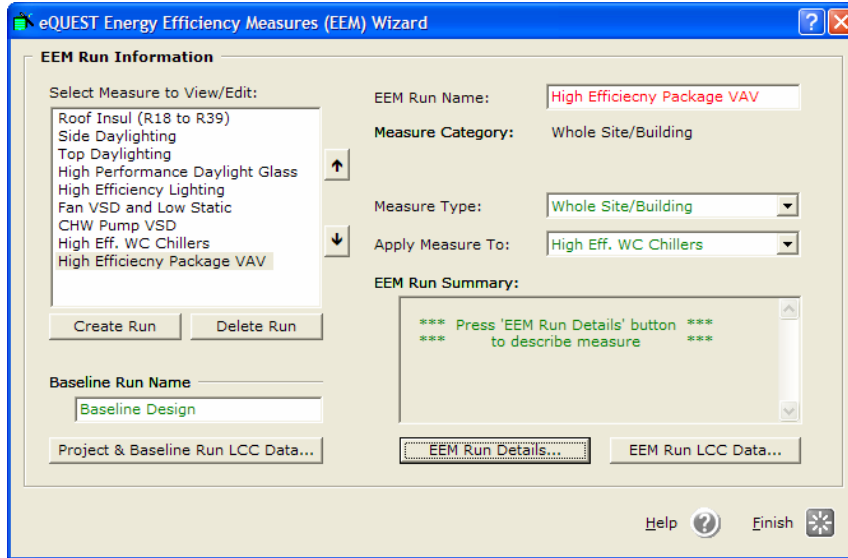 eQUEST Energy Efficiency Measures (EEM) Wizard
EEM Run Information
Select Measure to View/Edit:
Roof Insul (R18 to R39)
Side Daylighting
Top Daylighting
High Performance Daylight Glass
High Efficiency Lighting
Fan VSD and Low Static
CHW Pump VSD
High Eff. WC Chillers
High Efficiecny Package VAV
Create Run
Delete Run
Baseline Run Name
Baseline Design
Project & Baseline Run LCC Data...
EEM Run Name:
High Efficiecny Package VAV
Measure Category:
Whole Site/Building
Measure Type:
Whole Site/Building
Apply Measure To:
High Eff. WC Chillers
EEM Run Summary:
*** Press 'EEM Run Details' button ***
*** to describe measure ***
EEM Run Details...
EEM Run LCC Data...
Help ?
Finish